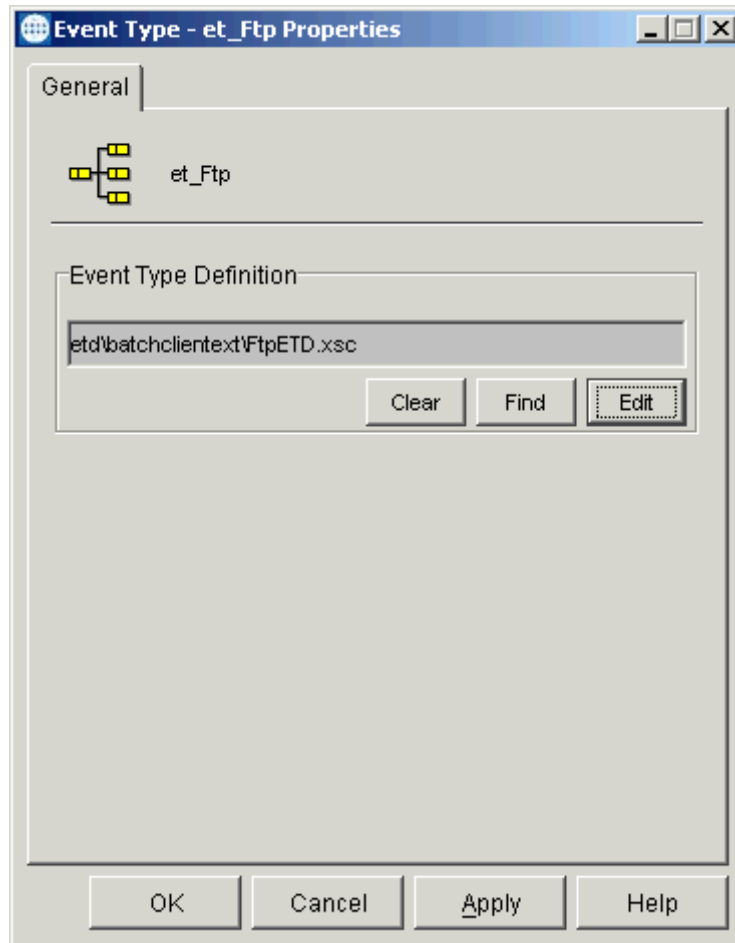 Event Type - et_Ftp Properties
General
et_Ftp
Event Type Definition
etd\batchclientext\FtpETD.xsc
Clear Find Edit
OK Cancel Apply Help